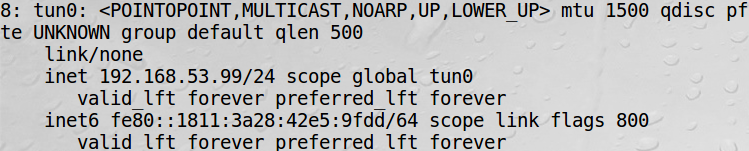 8: tun0: <POINTOPOINT,MULTICAST,NOARP,UP,LOWER_UP> mtu 1500 qdisc pf
te UNKNOWN group default qlen 500
link/none
inet 192.168.53.99/24 scope global tun0
valid_lft forever preferred_lft forever
inet6 fe80::1811:3a28:42e5:9fdd/64 scope link flags 800
valid_lft forever preferred_lft forever